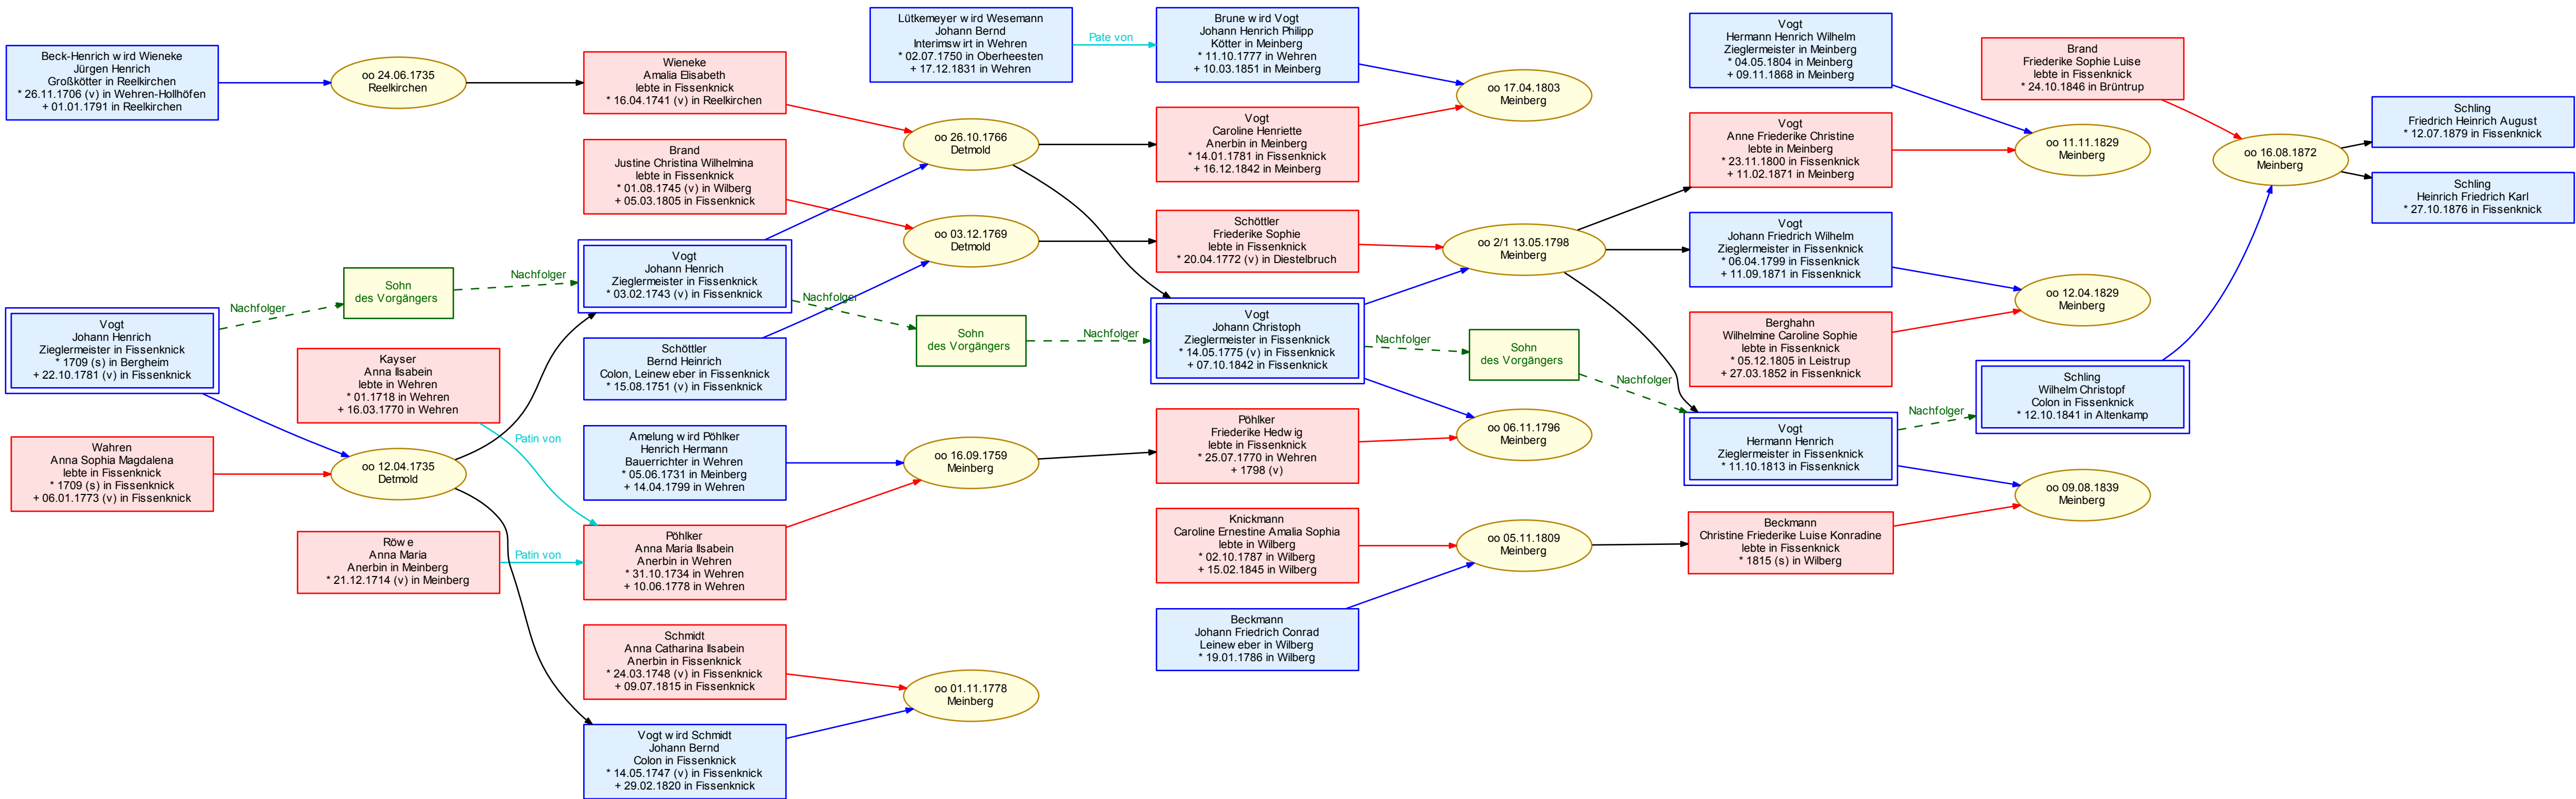 Beck-Henrich wird Wieneke
Jürgen Henrich
Großkötter in Reelkirchen
* 26.11.1706 (v) in Wehren-Hollhöfen
+ 01.01.1791 in Reelkirchen
Vogt
Johann Henrich
Zieglermeister in Fissenknick
* 1709 (s) in Bergheim
+ 22.10.1781 (v) in Fissenknick
Wahren
Anna Sophia Magdalena
lebte in Fissenknick
* 1709 (s) in Fissenknick
+ 06.01.1773 (v) in Fissenknick
Nachfolger
oo 24.06.1735
Reelkirchen
Sohn
des Vorgängers
Kayser
Anna Ilsabein
lebte in Wehren
* 01.1718 in Wehren
+ 16.03.1770 in Wehren
oo 12.04.1735
Detmold
Röwe
Anna Maria
Anerbin in Meinberg
* 21.12.1714 (v) in Meinberg
Nachfolger
Patin von
Patin von
Wieneke
Amalia Elisabeth
lebte in Fissenknick
* 16.04.1741 (v) in Reelkirchen
Brand
Justine Christina Wilhelmina
lebte in Fissenknick
* 01.08.1745 (v) in Wilberg
+ 05.03.1805 in Fissenknick
Vogt
Johann Henrich
Zieglermeister in Fissenknick
* 03.02.1743 (v) in Fissenknick
Schöttler
Bernd Heinrich
Colon, Leineweber in Fissenknick
* 15.08.1751 (v) in Fissenknick
Amelung wird Pöhlker
Henrich Hermann
Bauerrichter in Wehren
* 05.06.1731 in Meinberg
+ 14.04.1799 in Wehren
Pöhlker
Anna Maria Ilsabein
Anerbin in Wehren
* 31.10.1734 in Wehren
+ 10.06.1778 in Wehren
Schmidt
Anna Catharina Ilsabein
Anerbin in Fissenknick
* 24.03.1748 (v) in Fissenknick
+ 09.07.1815 in Fissenknick
Vogt wird Schmidt
Johann Bernd
Colon in Fissenknick
* 14.05.1747 (v) in Fissenknick
+ 29.02.1820 in Fissenknick
Nachfolger
Lütkemeyer wird Wesemann
Johann Bernd
Interimswirt in Wehren
* 02.07.1750 in Oberheesten
+ 17.12.1831 in Wehren
oo 26.10.1766
Detmold
oo 03.12.1769
Detmold
Sohn
des Vorgängers
oo 16.09.1759
Meinberg
oo 01.11.1778
Meinberg
Pate von
Nachfolger
Brune wird Vogt
Johann Henrich Philipp
Kötter in Meinberg
* 11.10.1777 in Wehren
+ 10.03.1851 in Meinberg
Vogt
Caroline Henriette
Anerbin in Meinberg
* 14.01.1781 in Fissenknick
+ 16.12.1842 in Meinberg
Schöttler
Friederike Sophie
lebte in Fissenknick
* 20.04.1772 (v) in Diestelbruch
Vogt
Johann Christoph
Zieglermeister in Fissenknick
* 14.05.1775 (v) in Fissenknick
+ 07.10.1842 in Fissenknick
Pöhlker
Friederike Hedwig
lebte in Fissenknick
* 25.07.1770 in Wehren
+ 1798 (v)
Knickmann
Caroline Ernestine Amalia Sophia
lebte in Wilberg
* 02.10.1787 in Wilberg
+ 15.02.1845 in Wilberg
Beckmann
Johann Friedrich Conrad
Leineweber in Wilberg
* 19.01.1786 in Wilberg
Nachfolger
oo 17.04.1803
Meinberg
oo 2/1 13.05.1798
Meinberg
Sohn
des Vorgängers
oo 06.11.1796
Meinberg
oo 05.11.1809
Meinberg
Nachfolger
Vogt
Hermann Henrich Wilhelm
Zieglermeister in Meinberg
* 04.05.1804 in Meinberg
+ 09.11.1868 in Meinberg
Vogt
Anne Friederike Christine
lebte in Meinberg
* 23.11.1800 in Fissenknick
+ 11.02.1871 in Meinberg
Vogt
Johann Friedrich Wilhelm
Zieglermeister in Fissenknick
* 06.04.1799 in Fissenknick
+ 11.09.1871 in Fissenknick
Berghahn
Wilhelmine Caroline Sophie
lebte in Fissenknick
* 05.12.1805 in Leistrup
+ 27.03.1852 in Fissenknick
Vogt
Hermann Henrich
Zieglermeister in Fissenknick
* 11.10.1813 in Fissenknick
Beckmann
Christine Friederike Luise Konradine
lebte in Fissenknick
* 1815 (s) in Wilberg
Nachfolger
Brand
Friederike Sophie Luise
lebte in Fissenknick
* 24.10.1846 in Brüntrup
oo 11.11.1829
Meinberg
oo 12.04.1829
Meinberg
Schling
Wilhelm Christopf
Colon in Fissenknick
* 12.10.1841 in Altenkamp
oo 09.08.1839
Meinberg
oo 16.08.1872
Meinberg
Schling
Friedrich Heinrich August
* 12.07.1879 in Fissenknick
Schling
Heinrich Friedrich Karl
* 27.10.1876 in Fissenknick